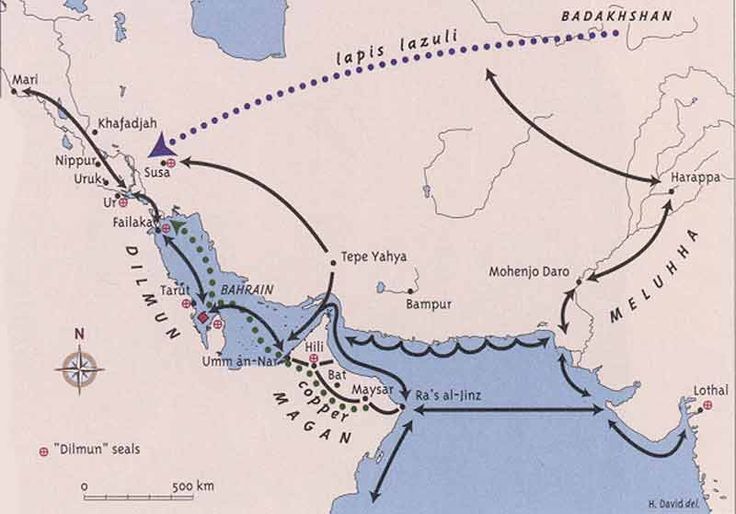 BADAKHSHAN
lapis lazuli
Mari
Khafadjah
Nippur
Susa
Uruk
Harappa
Ur
Failaka
Tepe Yahya
DILMUN
Mohenjo Daro
MELUHHA
Tarut
BAHRAIN
Bampur
N
Hili
Umm an-Nar
Bat
Maysar
Lothal
copper
Ra's al-Jinz
MAGAN
"Dilmun" seals
0 500 km
H. David del.